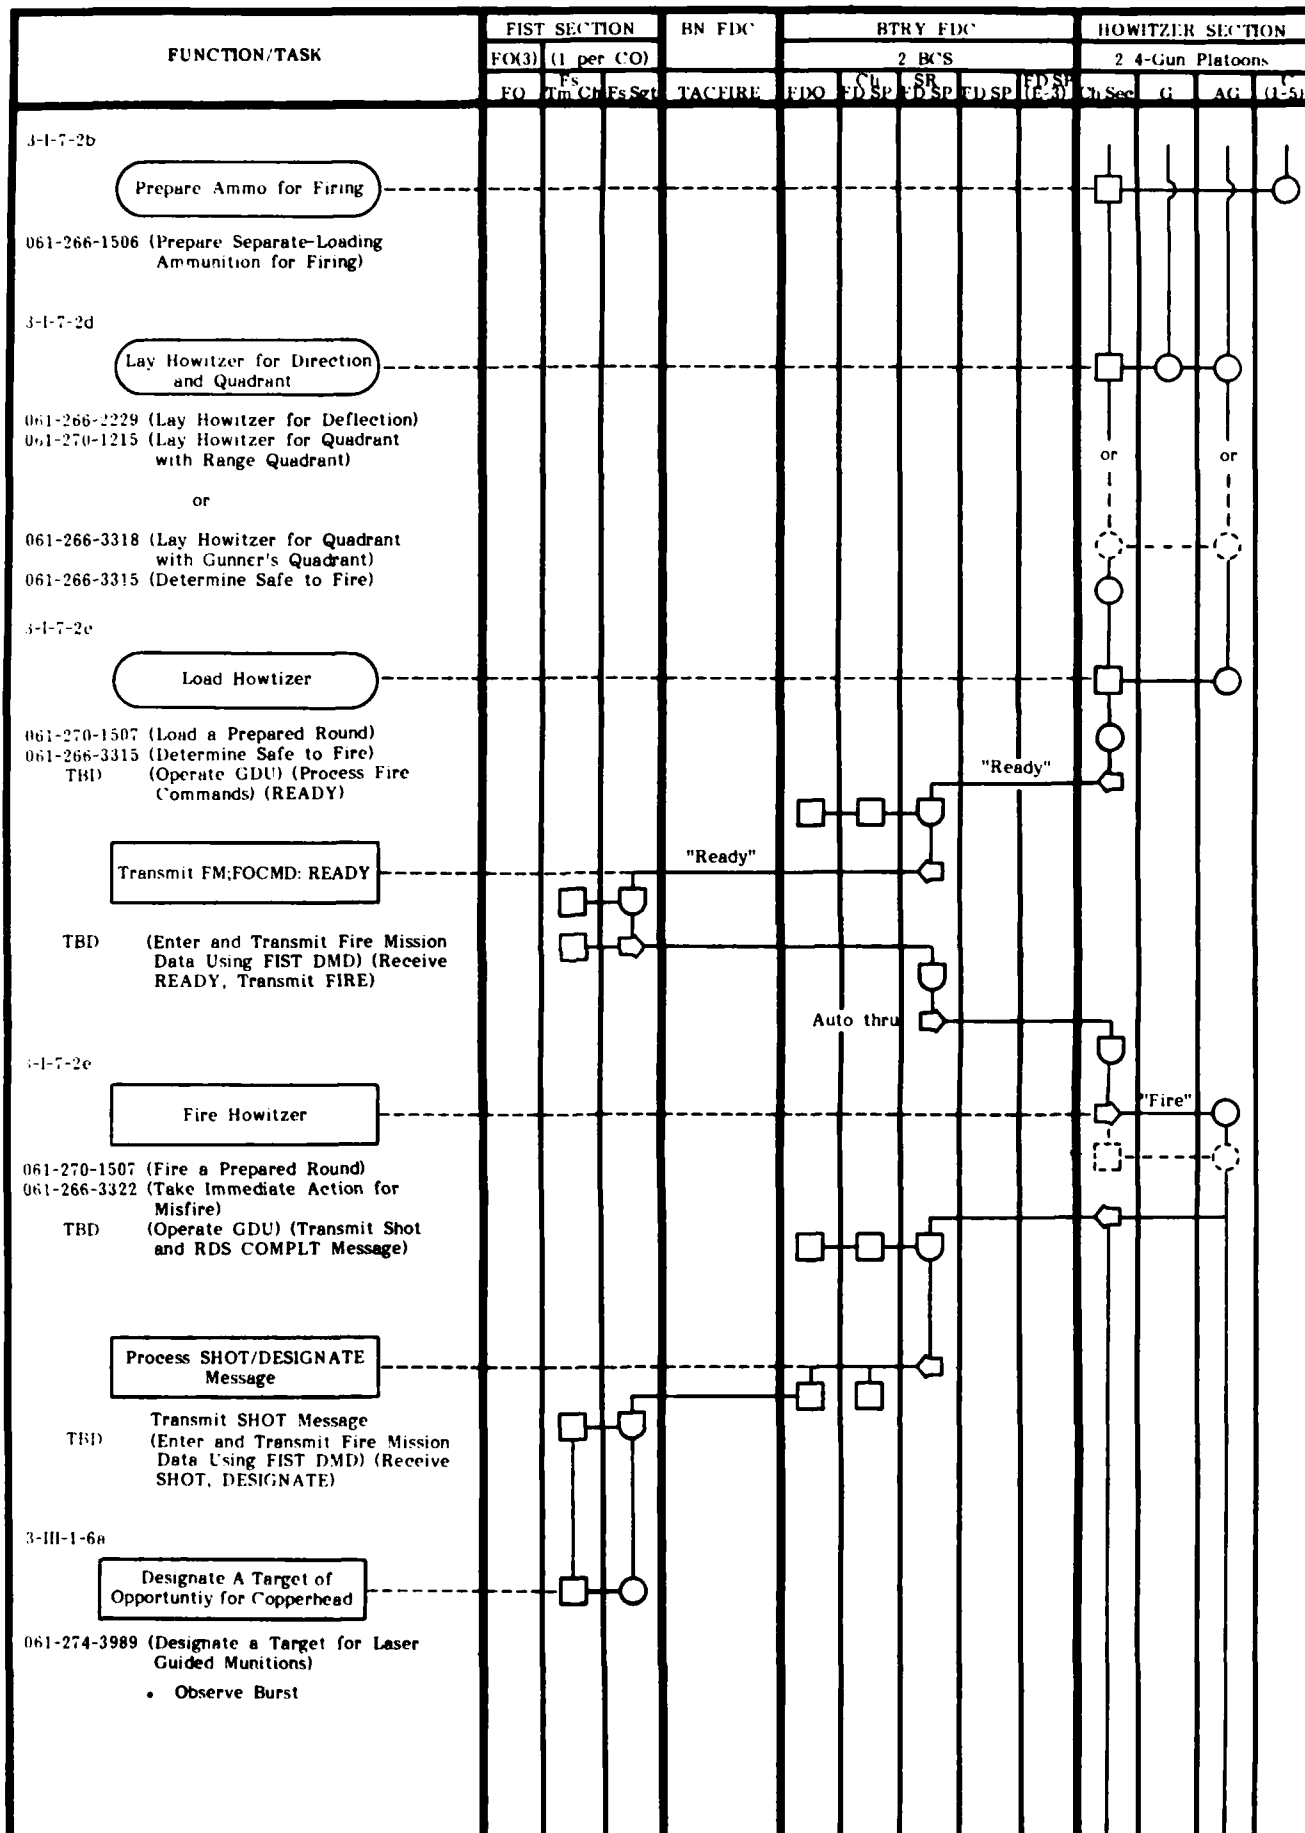 FUNCTION/TASK
FIST SECTION
BN FDC
BTRY FDC
HOWITZER SECTION
FO(3)
(1 per CO)
2 BCS
2 4-Gun Platoons
FO
Fs
Tm Ch
Fs Sgt
TACFIRE
FDO
Ch
FD SP
SR
FD SP
FD SP
FD SP
(E-3)
Ch Sec
G
AG
C
(1-5)
3-I-7-2b
Prepare Ammo for Firing
061-266-1506 (Prepare Separate-Loading
Ammunition for Firing)
3-I-7-2d
Lay Howitzer for Direction
and Quadrant
061-266-2229 (Lay Howitzer for Deflection)
061-270-1215 (Lay Howitzer for Quadrant
with Range Quadrant)
or
or
or
061-266-3318 (Lay Howitzer for Quadrant
with Gunner's Quadrant)
061-266-3315 (Determine Safe to Fire)
3-I-7-2c
Load Howtizer
061-270-1507 (Load a Prepared Round)
061-266-3315 (Determine Safe to Fire)
TBD (Operate GDU) (Process Fire
Commands) (READY)
"Ready"
"Ready"
Transmit FM;FOCMD: READY
TBD (Enter and Transmit Fire Mission
Data Using FIST DMD) (Receive
READY, Transmit FIRE)
Auto thru
-I-7-2e
Fire Howitzer
"Fire"
061-270-1507 (Fire a Prepared Round)
061-266-3322 (Take Immediate Action for
Misfire)
TBD (Operate GDU) (Transmit Shot
and RDS COMPLT Message)
Process SHOT/DESIGNATE
Message
Transmit SHOT Message
TBD (Enter and Transmit Fire Mission
Data Using FIST DMD) (Receive
SHOT, DESIGNATE)
3-III-1-6a
Designate A Target of
Opportuntiy for Copperhead
061-274-3989 (Designate a Target for Laser
Guided Munitions)
• Observe Burst